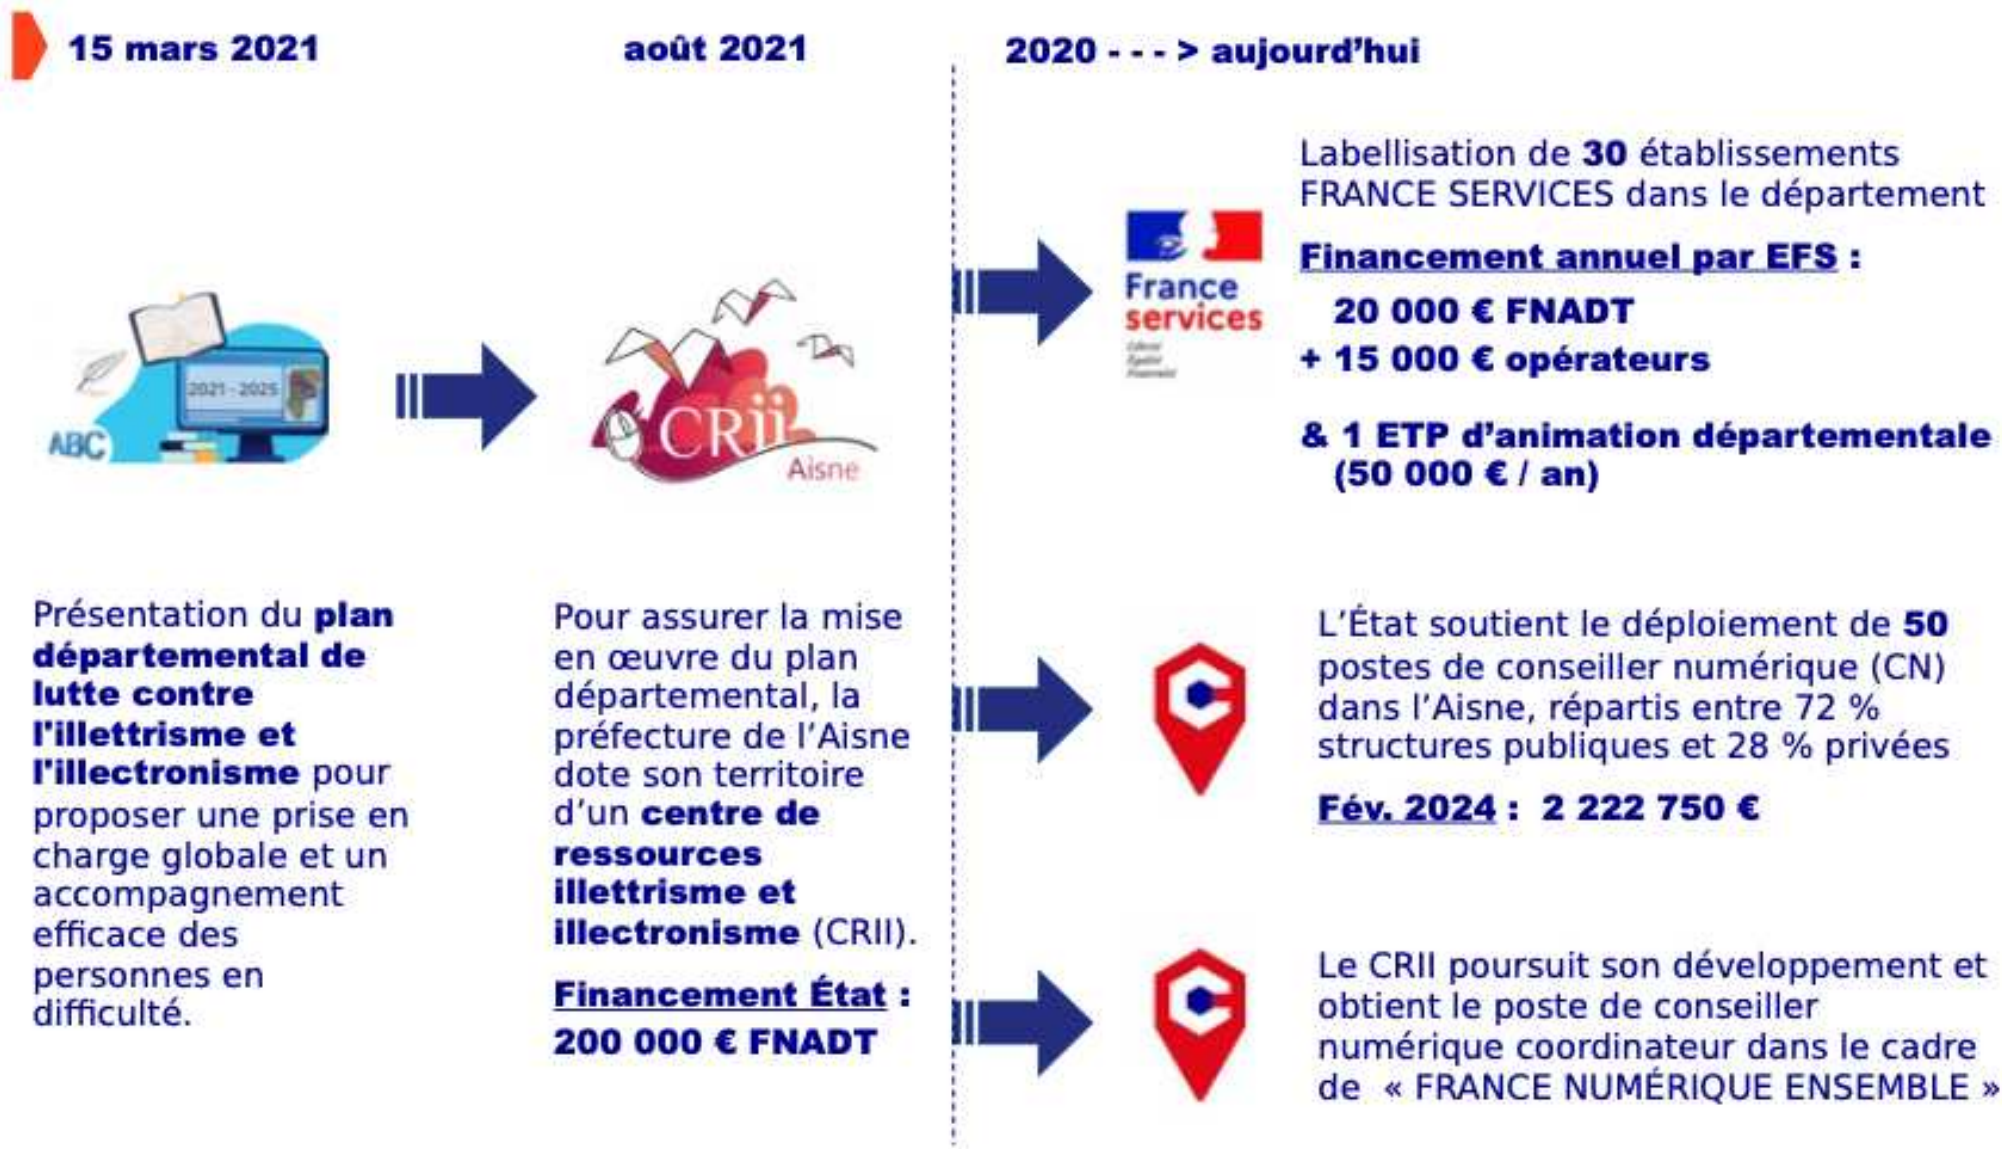 15 mars 2021
août 2021
2020 - - - > aujourd’hui
2021 - 2025
ABC
CRii
Aisne
Présentation du plan
départemental de
lutte contre
l'illettrisme et
l'illectronisme pour
proposer une prise en
charge globale et un
accompagnement
efficace des
personnes en
difficulté.
Pour assurer la mise
en œuvre du plan
départemental, la
préfecture de l’Aisne
dote son territoire
d’un centre de
ressources
illettrisme et
illectronisme (CRII).
Financement État :
200 000 € FNADT
France
services
Liberté
Égalité
Fraternité
Labellisation de 30 établissements
FRANCE SERVICES dans le département
Financement annuel par EFS :
20 000 € FNADT
+ 15 000 € opérateurs
& 1 ETP d’animation départementale
(50 000 € / an)
L’État soutient le déploiement de 50
postes de conseiller numérique (CN)
dans l’Aisne, répartis entre 72 %
structures publiques et 28 % privées
Fév. 2024 : 2 222 750 €
Le CRII poursuit son développement et
obtient le poste de conseiller
numérique coordinateur dans le cadre
de « FRANCE NUMÉRIQUE ENSEMBLE »